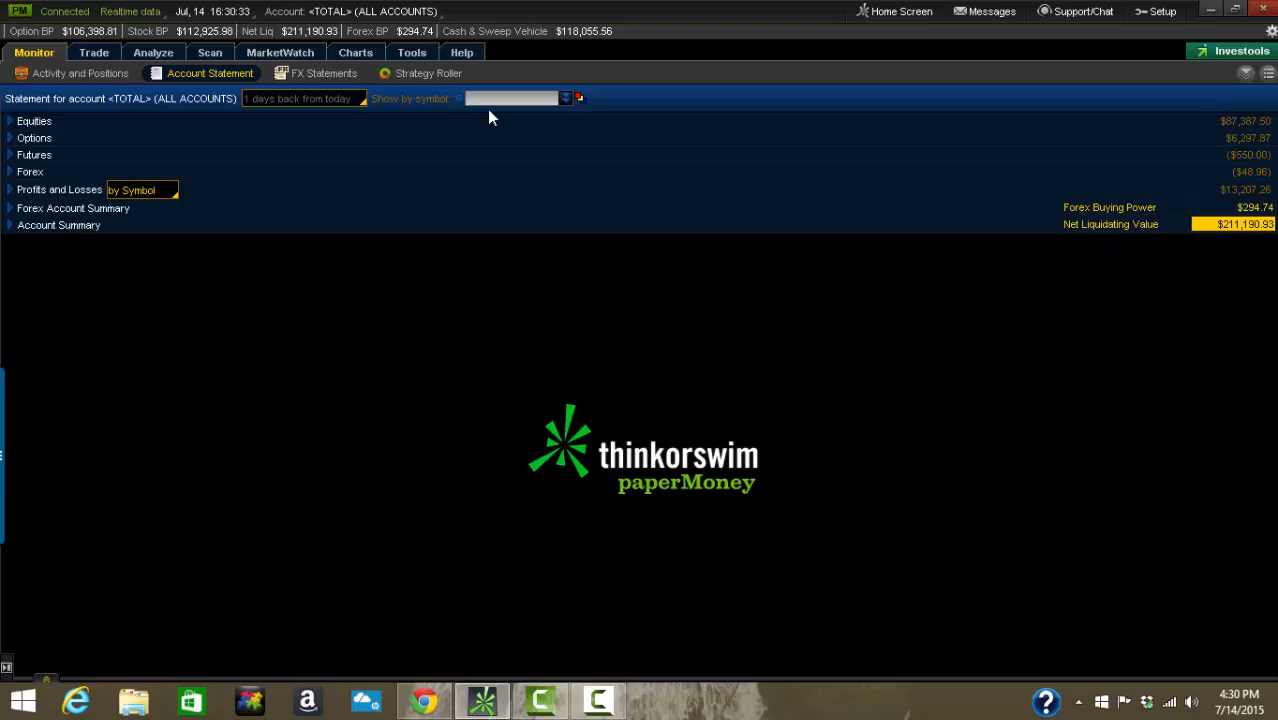 PM Connected Realtime data Jul, 14 16:30:33 Account: <TOTAL> (ALL ACCOUNTS) Home Screen Messages Support/Chat Setup
Option BP $106,398.81 Stock BP $112,925.98 Net Liq $211,190.93 Forex BP $294.74 Cash & Sweep Vehicle $118,055.56
Monitor Trade Analyze Scan MarketWatch Charts Tools Help Investools
Activity and Positions Account Statement FX Statements Strategy Roller
Statement for account <TOTAL> (ALL ACCOUNTS) 1 days back from today Show by symbol:
Equities $87,387.50
Options $6,297.87
Futures ($550.00)
Forex ($48.96)
Profits and Losses by Symbol $13,207.26
Forex Account Summary Forex Buying Power $294.74
Account Summary Net Liquidating Value $211,190.93
thinkorswim
paperMoney
4:30 PM
7/14/2015